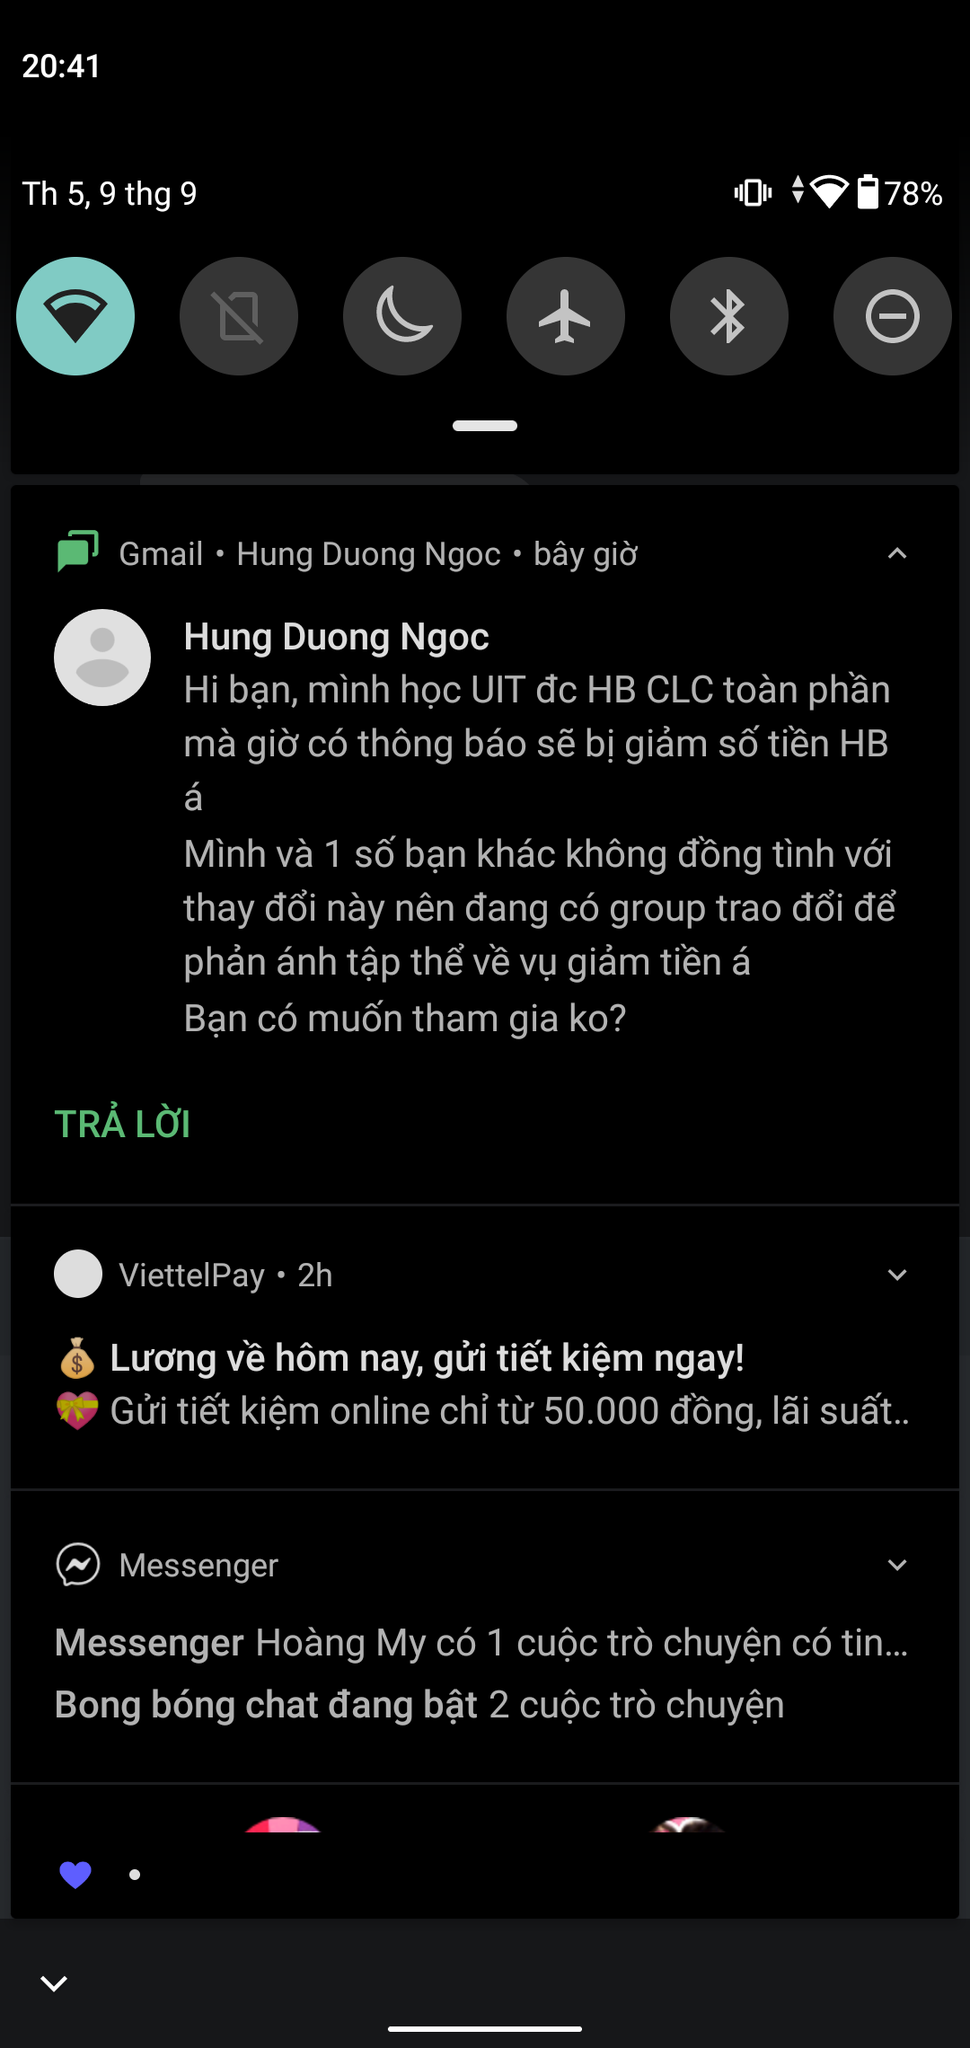 20:41
Th 5, 9 thg 9
78%
Gmail • Hung Duong Ngoc • bây giờ
Hung Duong Ngoc
Hi bạn, mình học UIT đc HB CLC toàn phần
mà giờ có thông báo sẽ bị giảm số tiền HB
á
Mình và 1 số bạn khác không đồng tình với
thay đổi này nên đang có group trao đổi để
phản ánh tập thể về vụ giảm tiền á
Bạn có muốn tham gia ko?
TRẢ LỜI
ViettelPay • 2h
💰 Lương về hôm nay, gửi tiết kiệm ngay!
💝 Gửi tiết kiệm online chỉ từ 50.000 đồng, lãi suất..
Messenger
Messenger Hoàng My có 1 cuộc trò chuyện có tin...
Bong bóng chat đang bật 2 cuộc trò chuyện